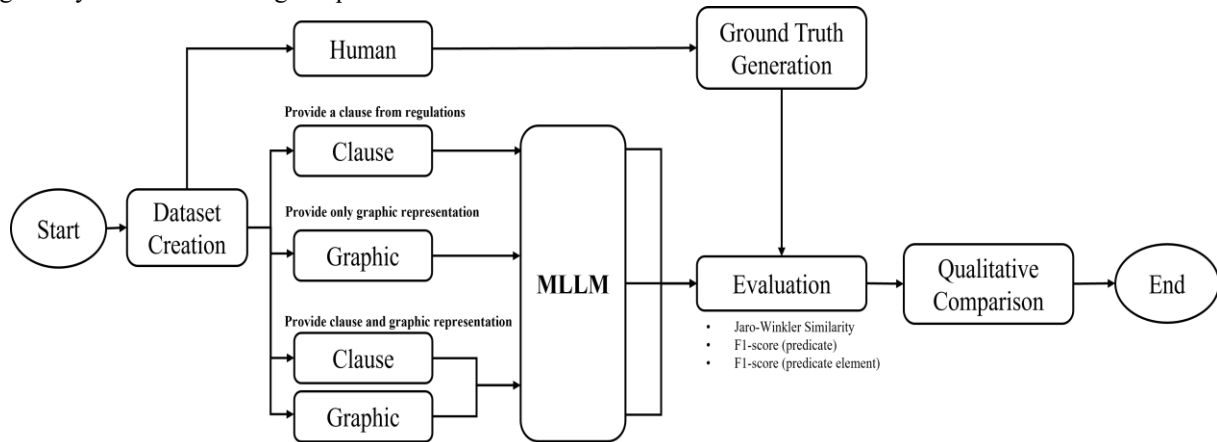 Human
Ground Truth
Generation
Provide a clause from regulations
Clause
Start
Dataset
Creation
Provide only graphic representation
Graphic
MLLM
Evaluation
Qualitative
Comparison
End
• Jaro-Winkler Similarity
• F1-score (predicate)
• F1-score (predicate element)
Provide clause and graphic representation
Clause
Graphic